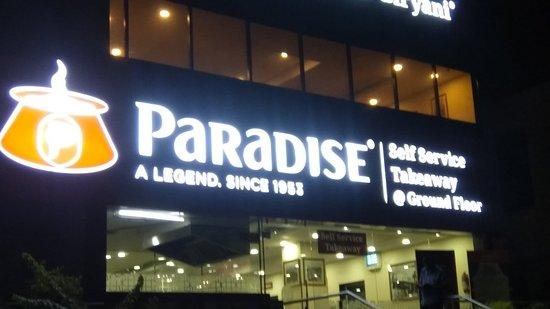 PARADISE®
A LEGEND. SINCE 1953
Self Service
Takeaway
@ Ground Floor
Self Service
Takeaway